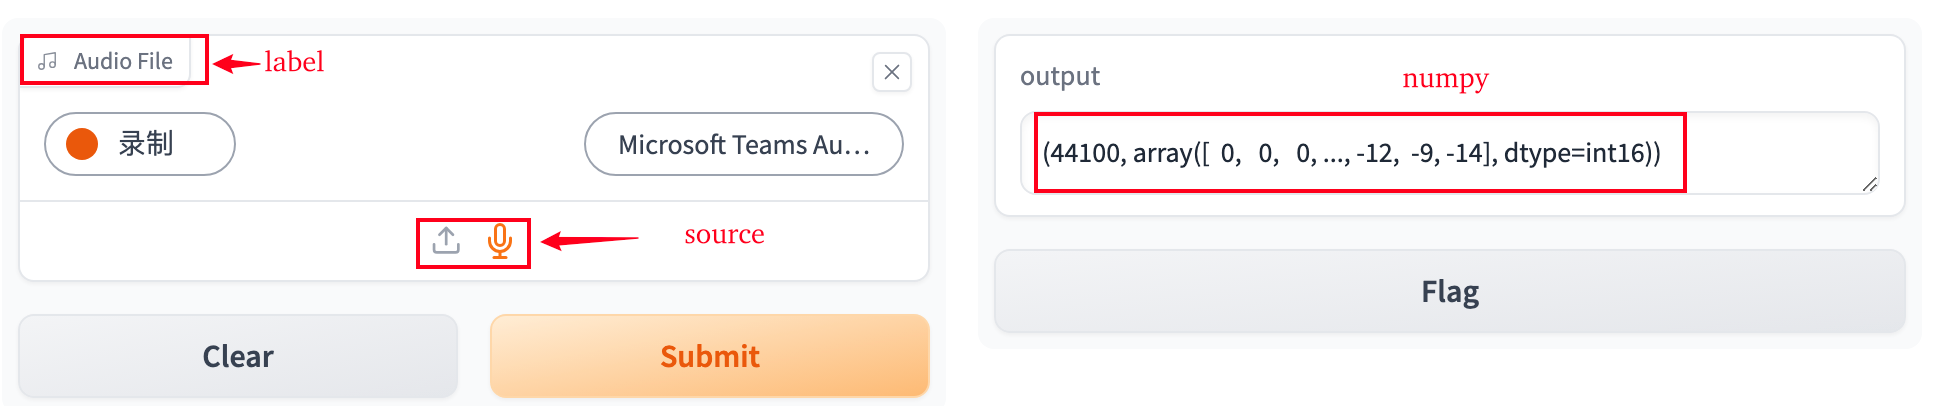 Audio File
label
录制
Microsoft Teams Au...
source
Clear
Submit
output
numpy
(44100, array([ 0, 0, 0, ..., -12, -9, -14], dtype=int16))
Flag